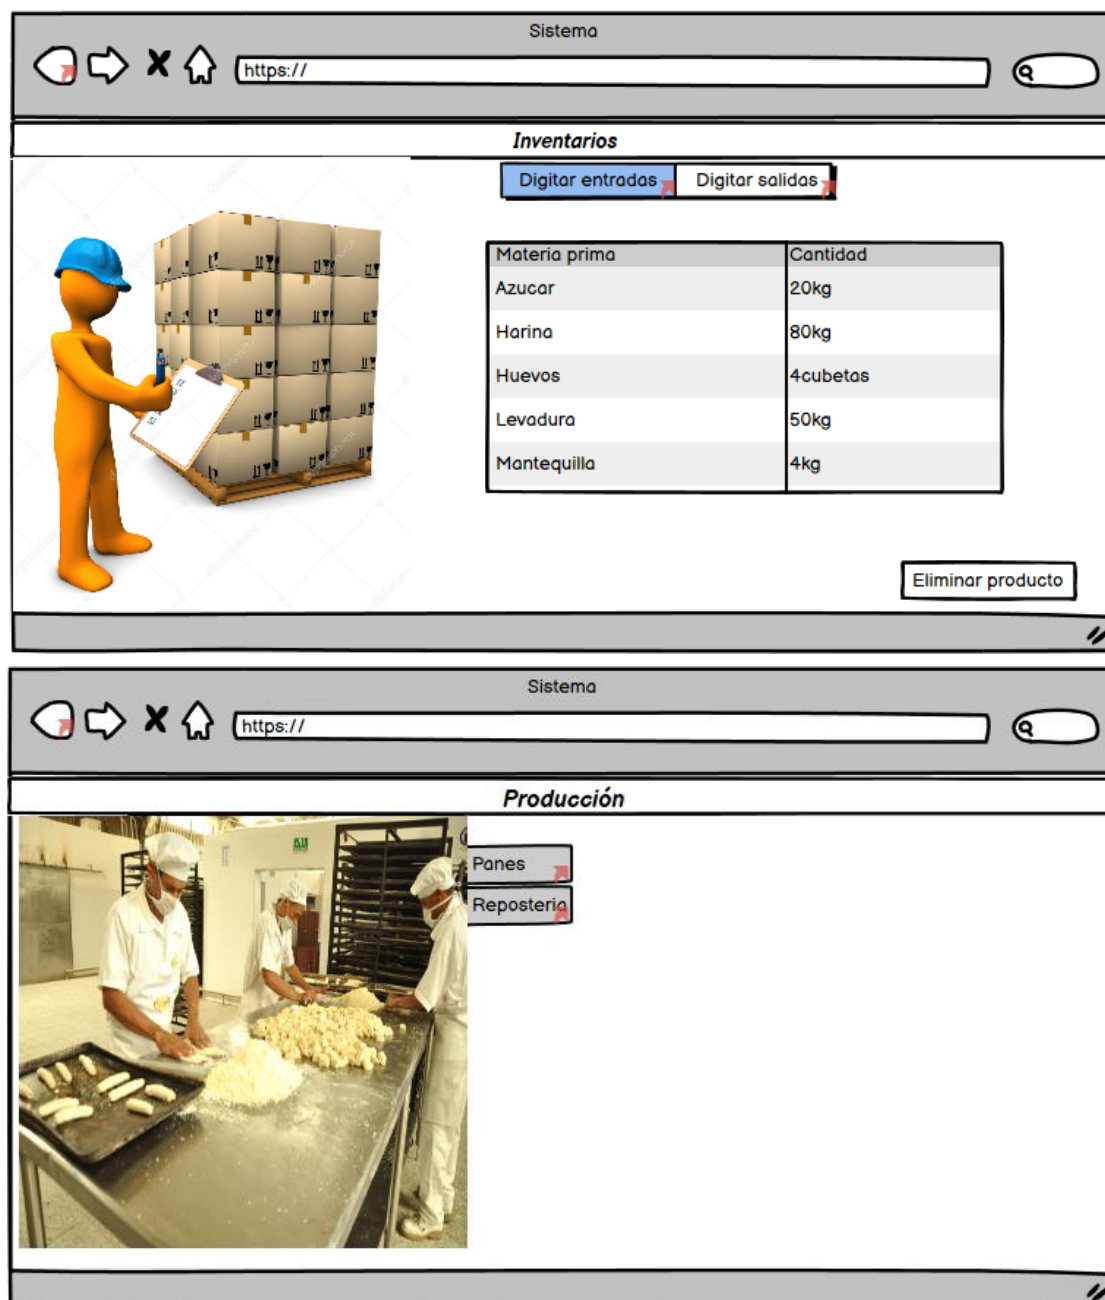 Sistema
https://
Inventarios
Digitar entradas Digitar salidas
Materia prima Cantidad
Azucar 20kg
Harina 80kg
Huevos 4cubetas
Levadura 50kg
Mantequilla 4kg
Eliminar producto
Sistema
https://
Producción
Panes
Reposteria